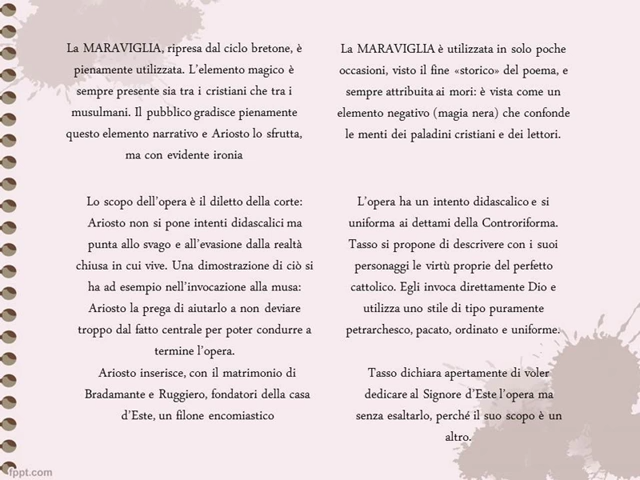 La MARAVIGLIA, ripresa dal ciclo bretone, è
pienamente utilizzata. L'elemento magico è
sempre presente sia tra i cristiani che tra i
musulmani. Il pubblico gradisce pienamente
questo elemento narrativo e Ariosto lo sfrutta,
ma con evidente ironia
Lo scopo dell'opera è il diletto della corte:
Ariosto non si pone intenti didascalici ma
punta allo svago e all'evasione dalla realtà
chiusa in cui vive. Una dimostrazione di ciò si
ha ad esempio nell'invocazione alla musa:
Ariosto la prega di aiutarlo a non deviare
troppo dal fatto centrale per poter condurre a
termine l'opera.
Ariosto inserisce, con il matrimonio di
Bradamante e Ruggiero, fondatori della casa
d'Este, un filone encomiastico
La MARAVIGLIA è utilizzata in solo poche
occasioni, visto il fine «storico» del poema, e
sempre attribuita ai mori: è vista come un
elemento negativo (magia nera) che confonde
le menti dei paladini cristiani e dei lettori.
L'opera ha un intento didascalico e si
uniforma ai dettami della Controriforma.
Tasso si propone di descrivere con i suoi
personaggi le virtù proprie del perfetto
cattolico. Egli invoca direttamente Dio e
utilizza uno stile di tipo puramente
petrarchesco, pacato, ordinato e uniforme.
Tasso dichiara apertamente di voler
dedicare al Signore d'Este l'opera ma
senza esaltarlo, perché il suo scopo è un
altro.
fppt.com